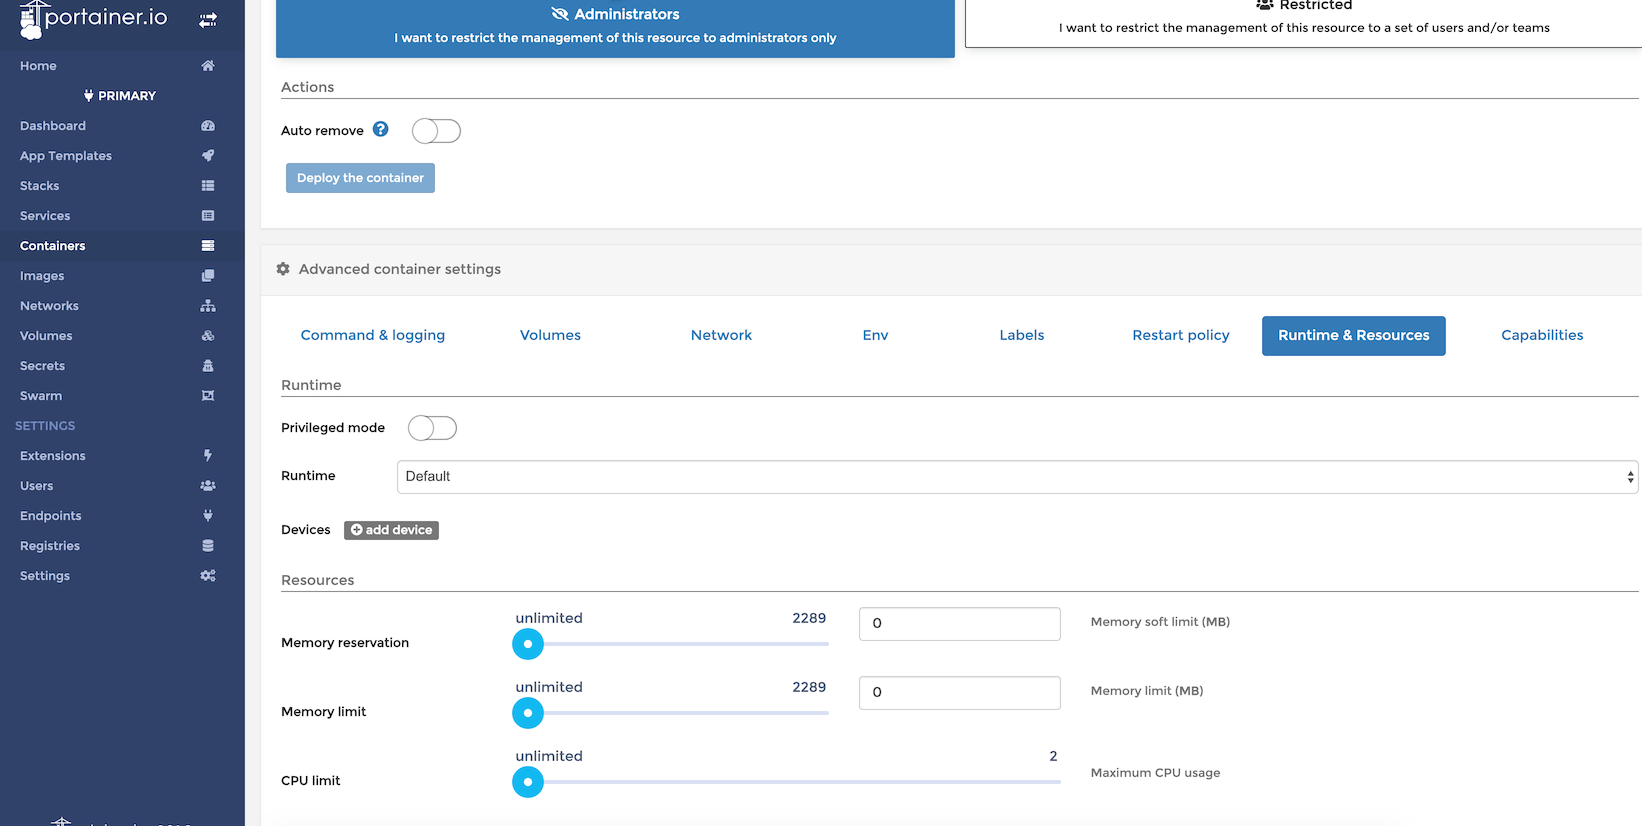 portainer.io
Home
PRIMARY
Dashboard
App Templates
Stacks
Services
Containers
Images
Networks
Volumes
Secrets
Swarm
SETTINGS
Extensions
Users
Endpoints
Registries
Settings
Administrators
I want to restrict the management of this resource to administrators only
Restricted
I want to restrict the management of this resource to a set of users and/or teams
Actions
Auto remove
Deploy the container
Advanced container settings
Command & logging Volumes Network Env Labels Restart policy Runtime & Resources Capabilities
Runtime
Privileged mode
Runtime Default
Devices add device
Resources
unlimited 2289
Memory reservation 0 Memory soft limit (MB)
unlimited 2289
Memory limit 0 Memory limit (MB)
unlimited 2
CPU limit Maximum CPU usage